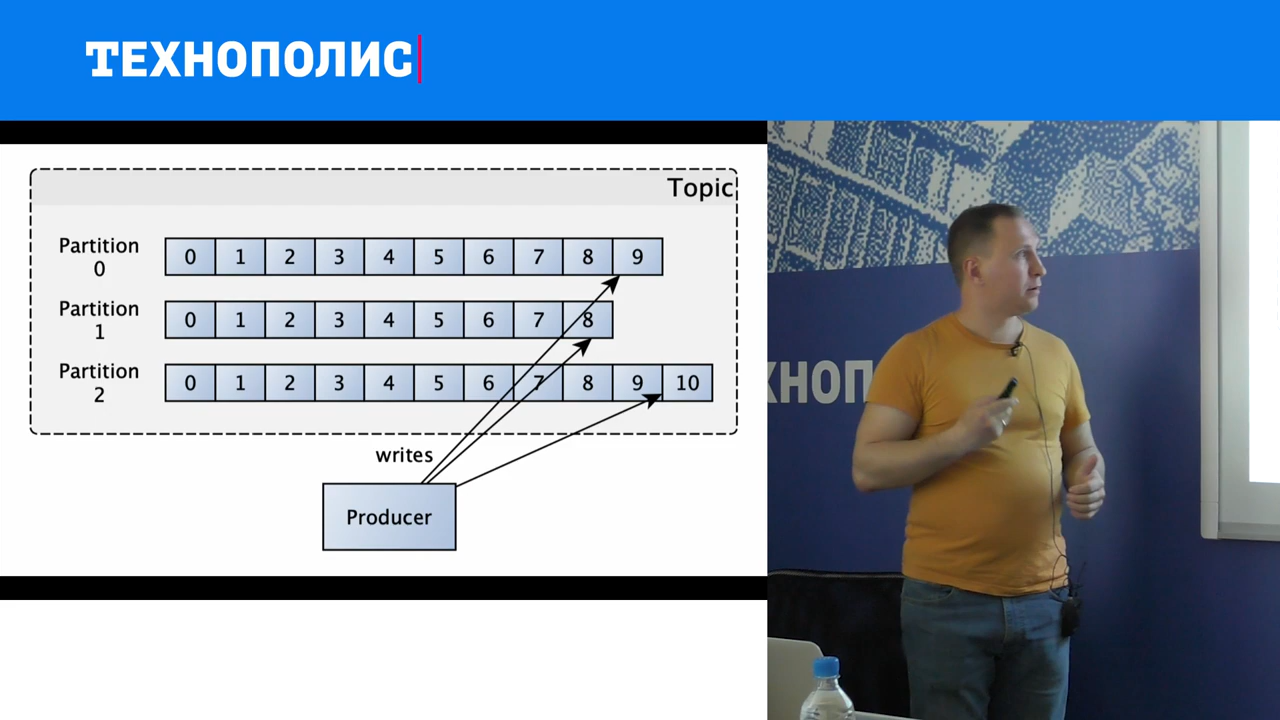 ТЕХНОПОЛИС
Topic
Partition
0
0 1 2 3 4 5 6 7 8 9
Partition
1
0 1 2 3 4 5 6 7 8
Partition
2
0 1 2 3 4 5 6 7 8 9 10
writes
Producer
ХНОП